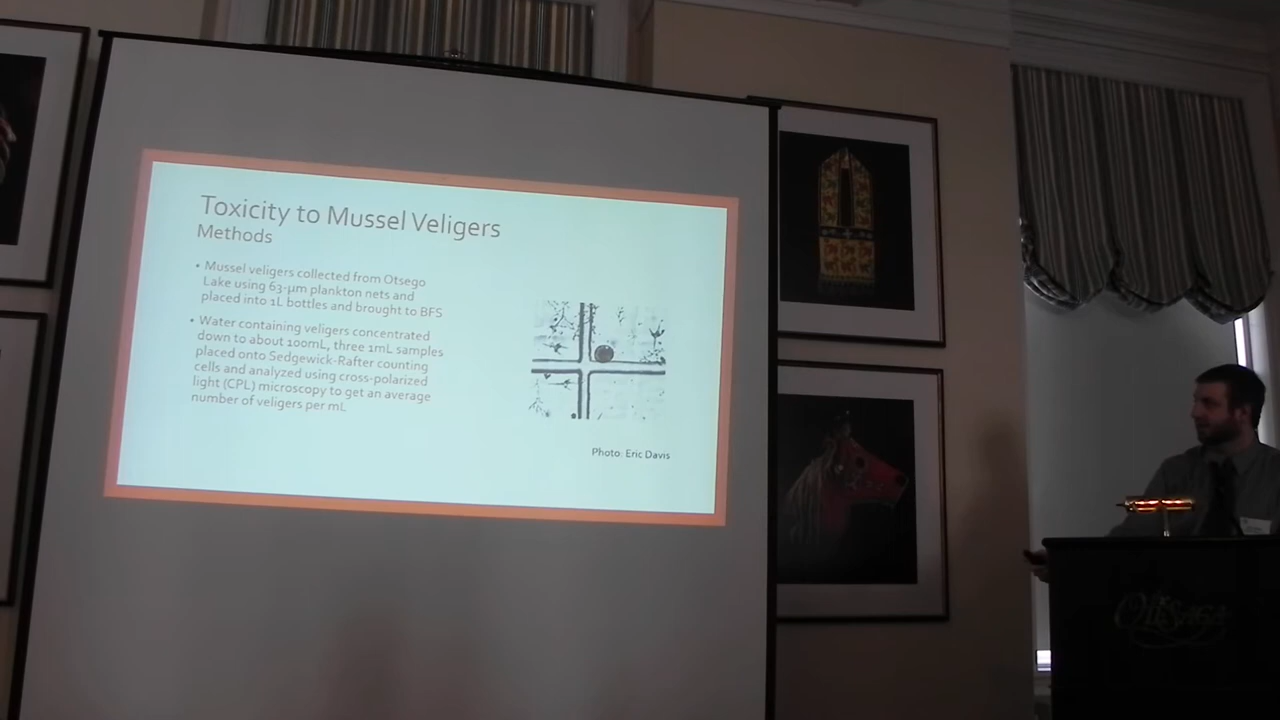 Toxicity to Mussel Veligers
Methods
• Mussel veligers collected from Otsego
Lake using 63-µm plankton nets and
placed into 1L bottles and brought to BFS
• Water containing veligers concentrated
down to about 100mL, three 1mL samples
placed onto Sedgewick-Rafter counting
cells and analyzed using cross-polarized
light (CPL) microscopy to get an average
number of veligers per mL
Photo: Eric Davis
The
Otesaga